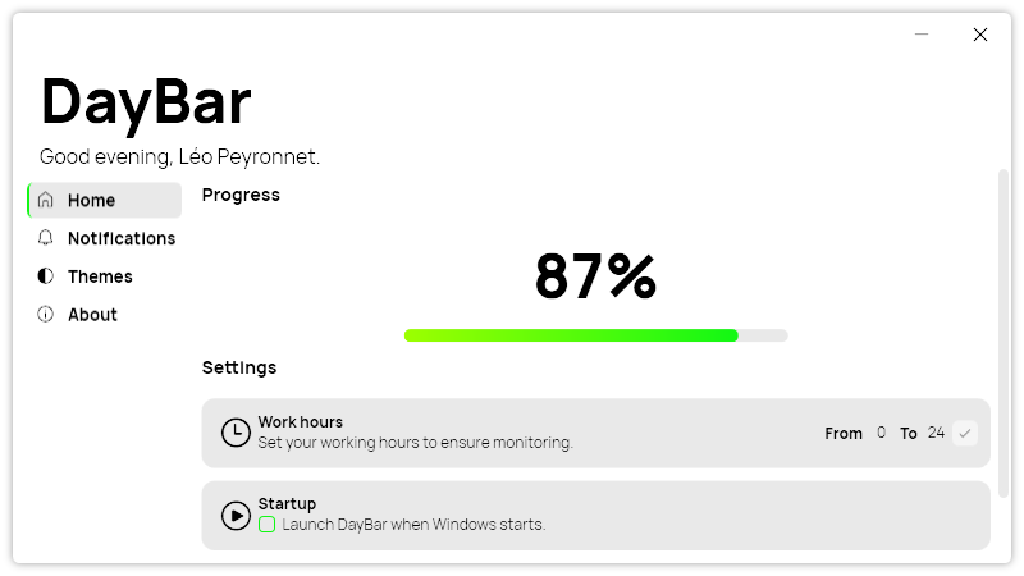 DayBar
Good evening, Léo Peyronnet.
Home
Notifications
Themes
About
Progress
87%
Settings
Work hours
Set your working hours to ensure monitoring.
From 0 To 24
Startup
Launch DayBar when Windows starts.